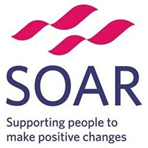 SOAR
Supporting people to
make positive changes